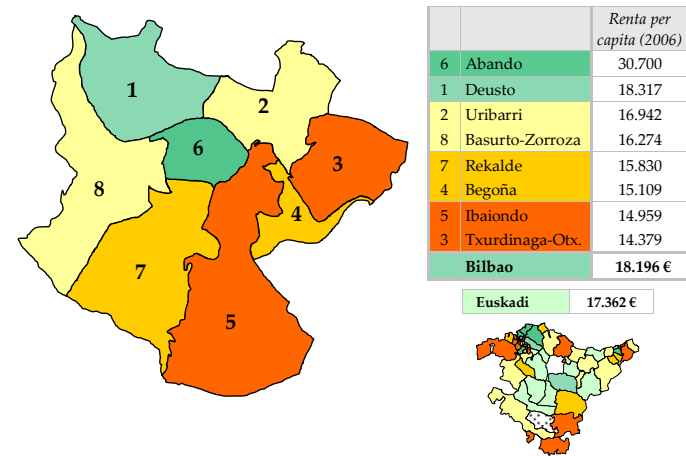 1
2
3
4
5
6
7
8
Renta per
capita (2006)
6 Abando 30.700
1 Deusto 18.317
2 Uribarri 16.942
8 Basurto-Zorroza 16.274
7 Rekalde 15.830
4 Begoña 15.109
5 Ibaiondo 14.959
3 Txurdinaga-Otx. 14.379
Bilbao 18.196 €
Euskadi 17.362 €